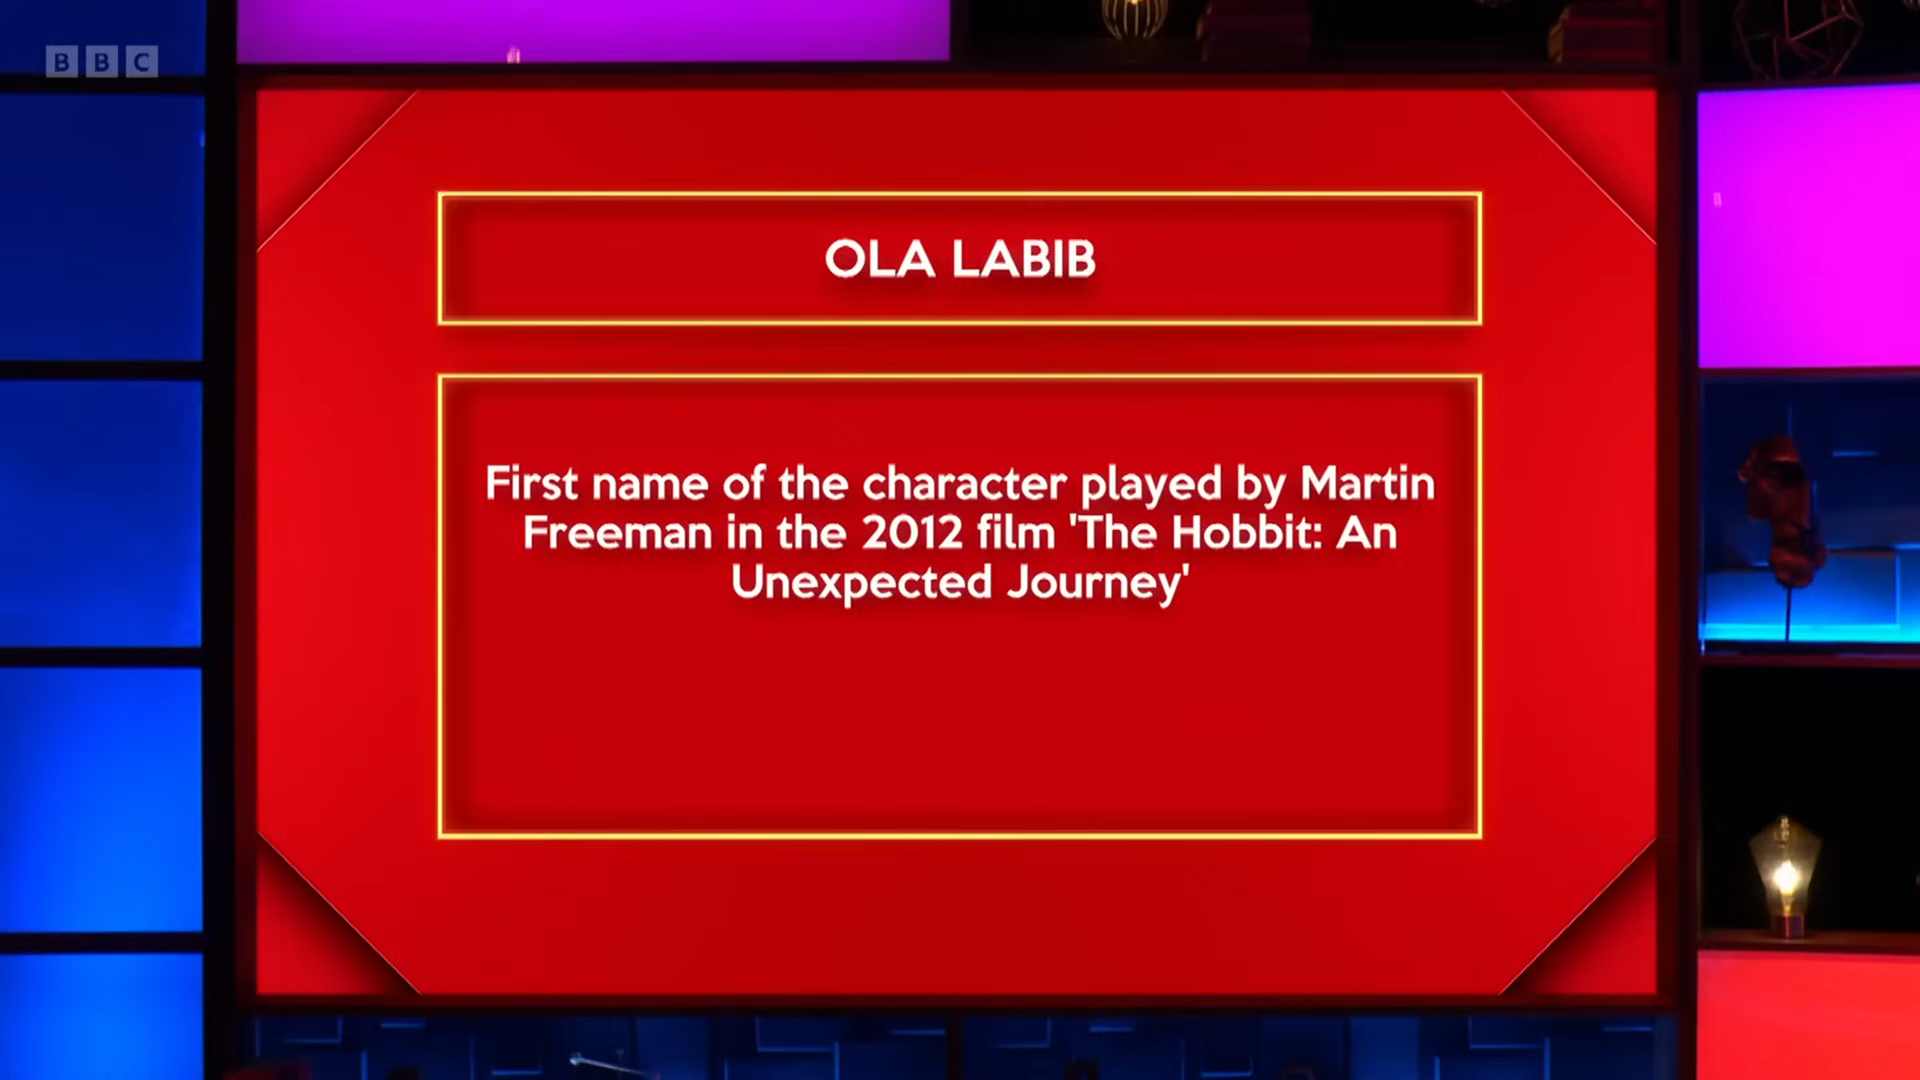 BBC
OLA LABIB
First name of the character played by Martin
Freeman in the 2012 film 'The Hobbit: An
Unexpected Journey'